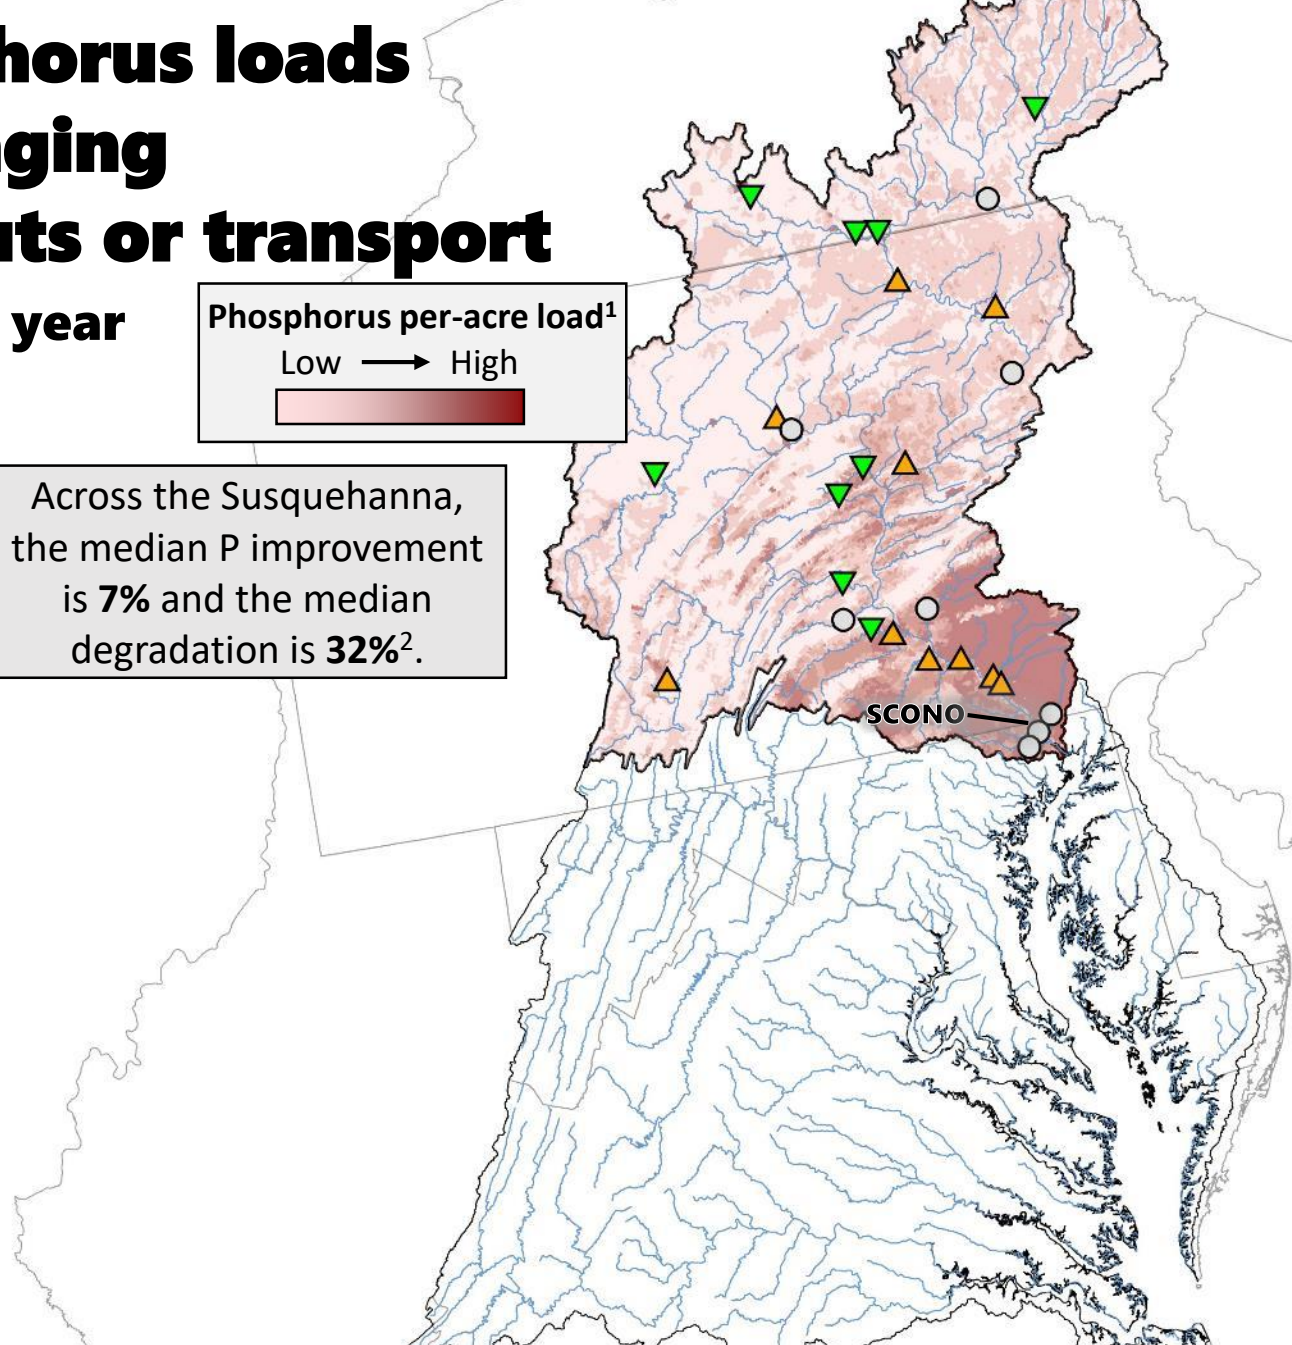 horus loads
ging
uts or transport
year
Phosphorus per-acre load¹
Low → High
Across the Susquehanna,
the median P improvement
is 7% and the median
degradation is 32%².
SCONO